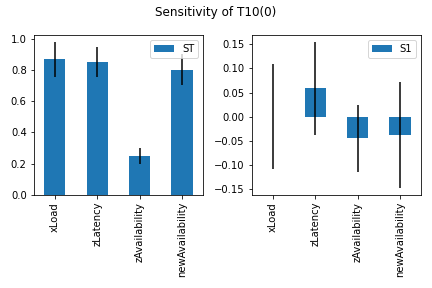 Sensitivity of T10(0)
1.0
0.8
0.6
0.4
0.2
0.0
ST
xLoad
zLatency
zAvailability
newAvailability
0.15
0.10
0.05
0.00
−0.05
−0.10
−0.15
S1
xLoad
zLatency
zAvailability
newAvailability